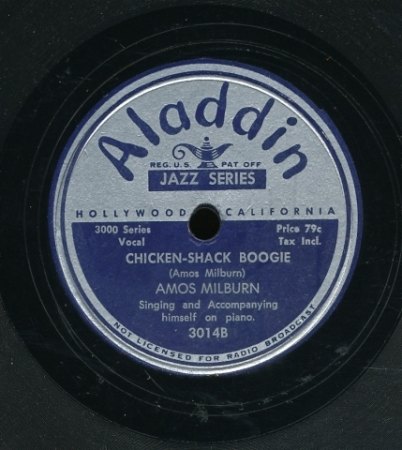 Aladdin
REG. U.S. PAT OFF
JAZZ SERIES
HOLLYWOOD CALIFORNIA
3000 Series Price 79c
Vocal Tax Incl.
CHICKEN-SHACK BOOGIE
(Amos Milburn)
AMOS MILBURN
Singing and Accompanying
himself on piano.
3014B
NOT LICENSED FOR RADIO BROADCAST